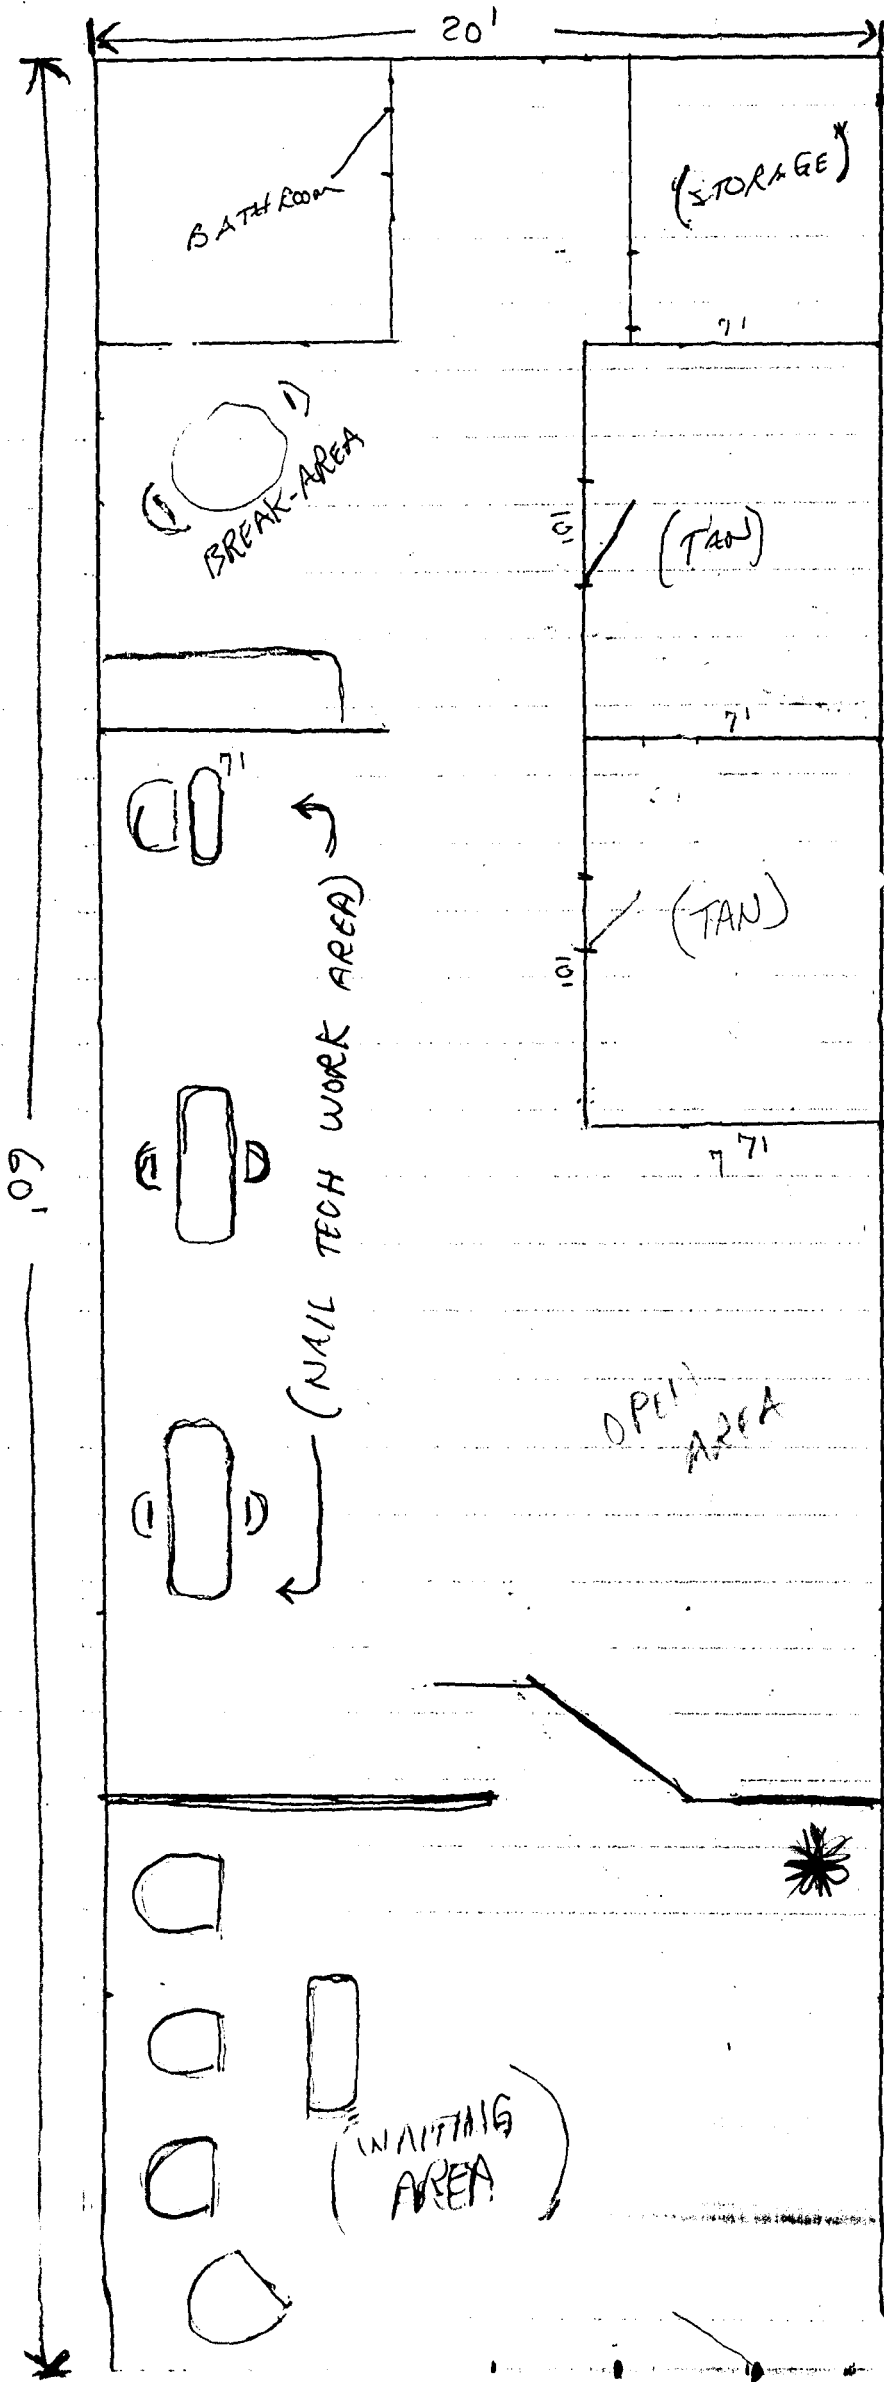 20'
BATHROOM
(STORAGE)*
7'
BREAK-AREA
10'
(TAN)
7'
7'
(TAN)
10'
(NAIL TECH WORK AREA)
60'
7 7'
OPEN
AREA
(WAITING
AREA)